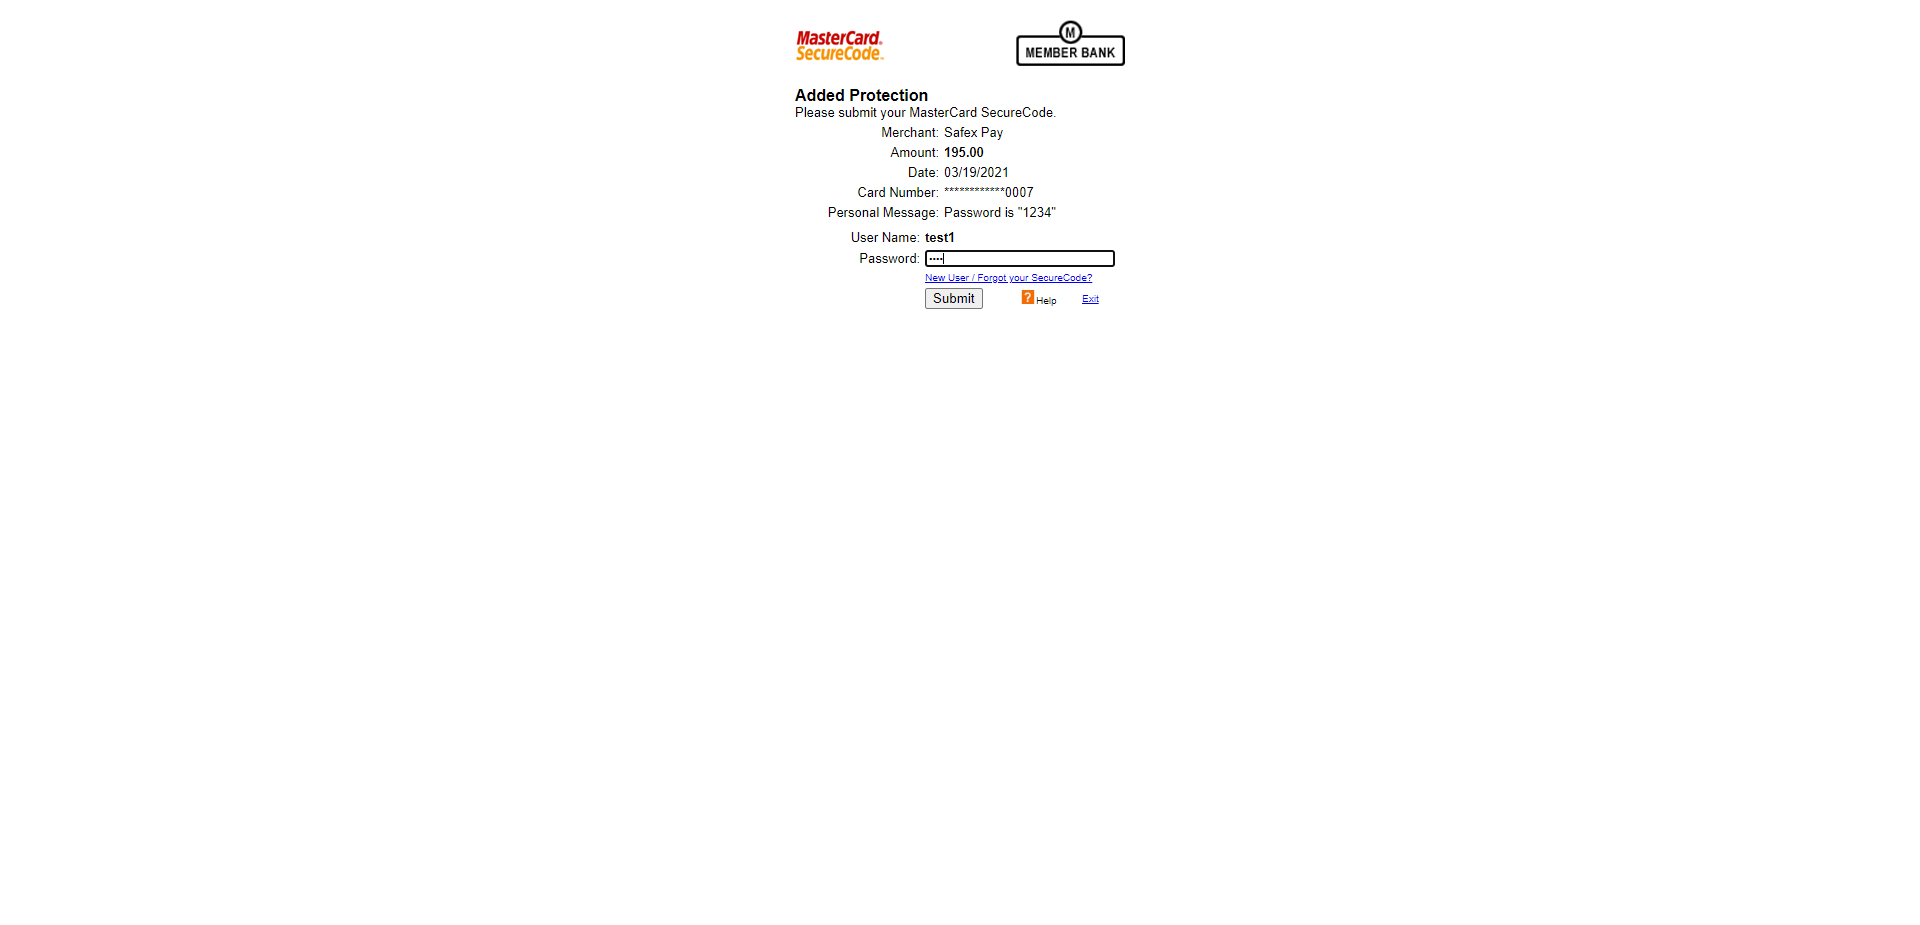 MasterCard.
SecureCode™
M
MEMBER BANK
Added Protection
Please submit your MasterCard SecureCode.
Merchant: Safex Pay
Amount: 195.00
Date: 03/19/2021
Card Number: ************0007
Personal Message: Password is "1234"
User Name: test1
Password: ····
New User / Forgot your SecureCode?
Submit ? Help Exit